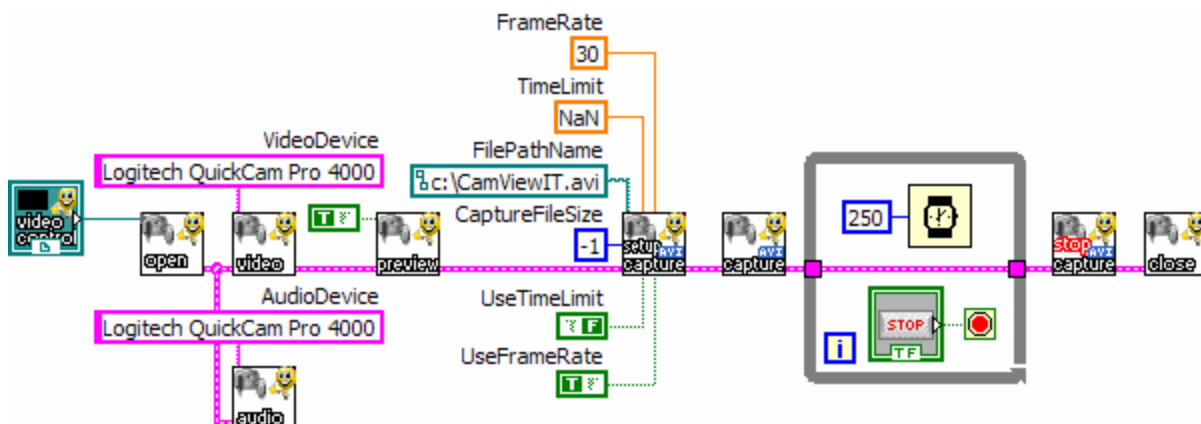 FrameRate
30
TimeLimit
NaN
VideoDevice
Logitech QuickCam Pro 4000
FilePathName
c:\CamViewIT.avi
video control
T
CaptureFileSize
-1
open
video
preview
setup AVI capture
AVI capture
250
stop AVI capture
close
AudioDevice
Logitech QuickCam Pro 4000
UseTimeLimit
F
UseFrameRate
T
STOP
TF
i
audio